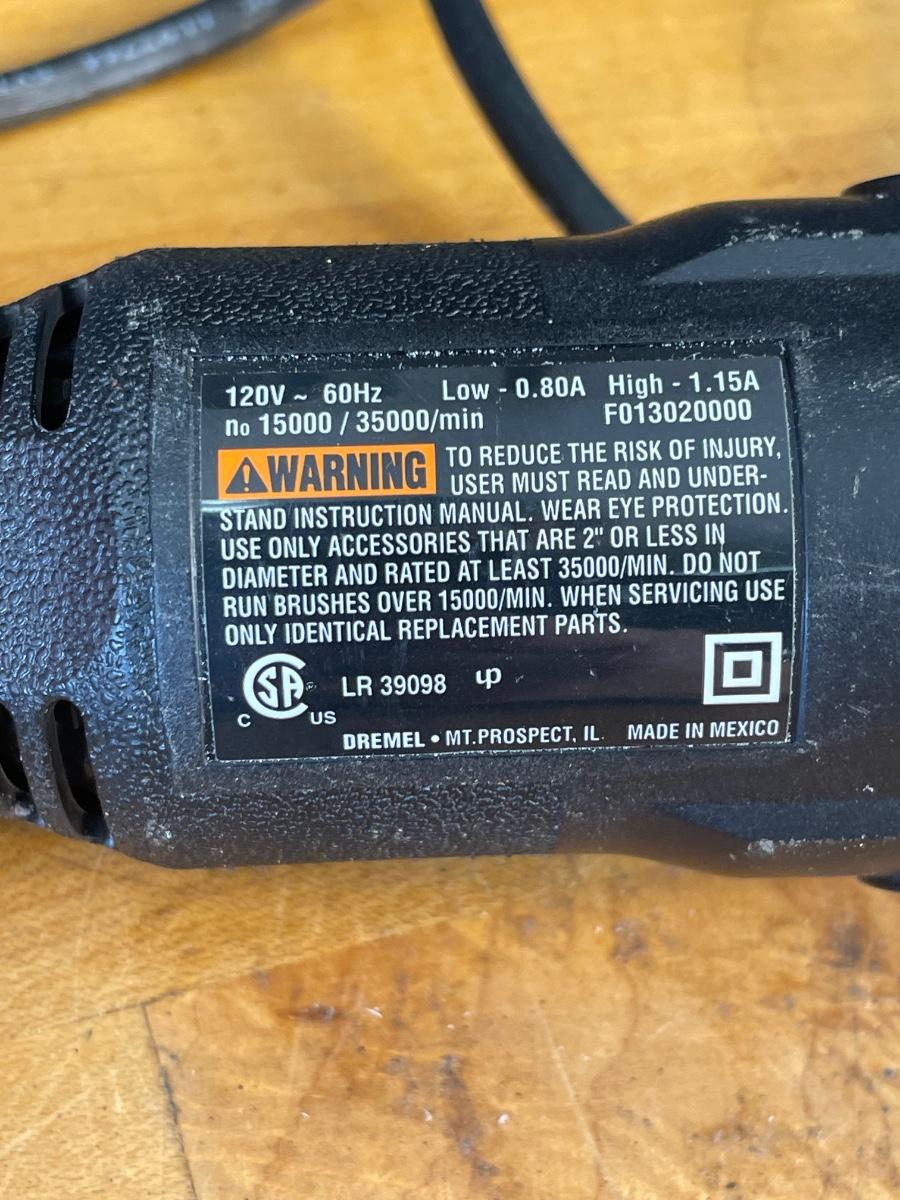 120V ~ 60Hz Low - 0.80A High - 1.15A
no 15000 / 35000/min F013020000
WARNING TO REDUCE THE RISK OF INJURY,
USER MUST READ AND UNDER-
STAND INSTRUCTION MANUAL. WEAR EYE PROTECTION.
USE ONLY ACCESSORIES THAT ARE 2" OR LESS IN
DIAMETER AND RATED AT LEAST 35000/MIN. DO NOT
RUN BRUSHES OVER 15000/MIN. WHEN SERVICING USE
ONLY IDENTICAL REPLACEMENT PARTS.
C SA US LR 39098
DREMEL • MT.PROSPECT, IL. MADE IN MEXICO